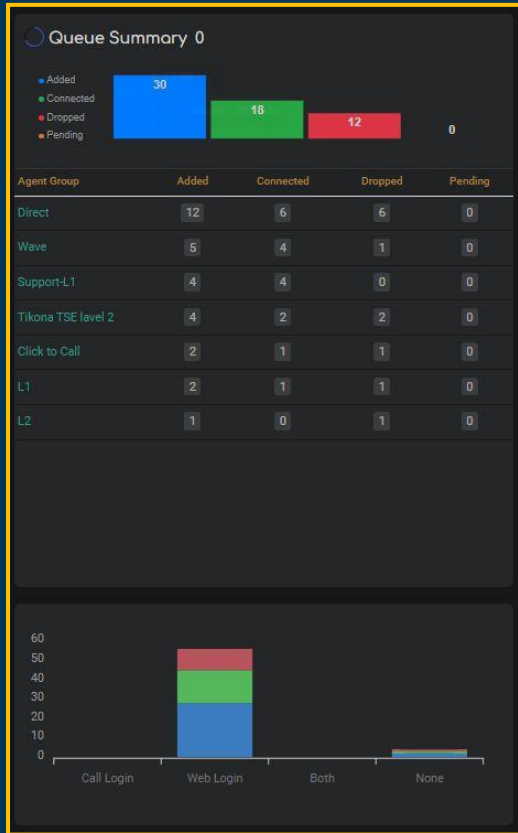 Queue Summary 0
Added
Connected
Dropped
Pending
30
18
12
0
Agent Group Added Connected Dropped Pending
Direct 12 6 6 0
Wave 5 4 1 0
Support-L1 4 4 0 0
Tikona TSE lavel 2 4 2 2 0
Click to Call 2 1 1 0
L1 2 1 1 0
L2 1 0 1 0
60
50
40
30
20
10
0
Call Login Web Login Both None